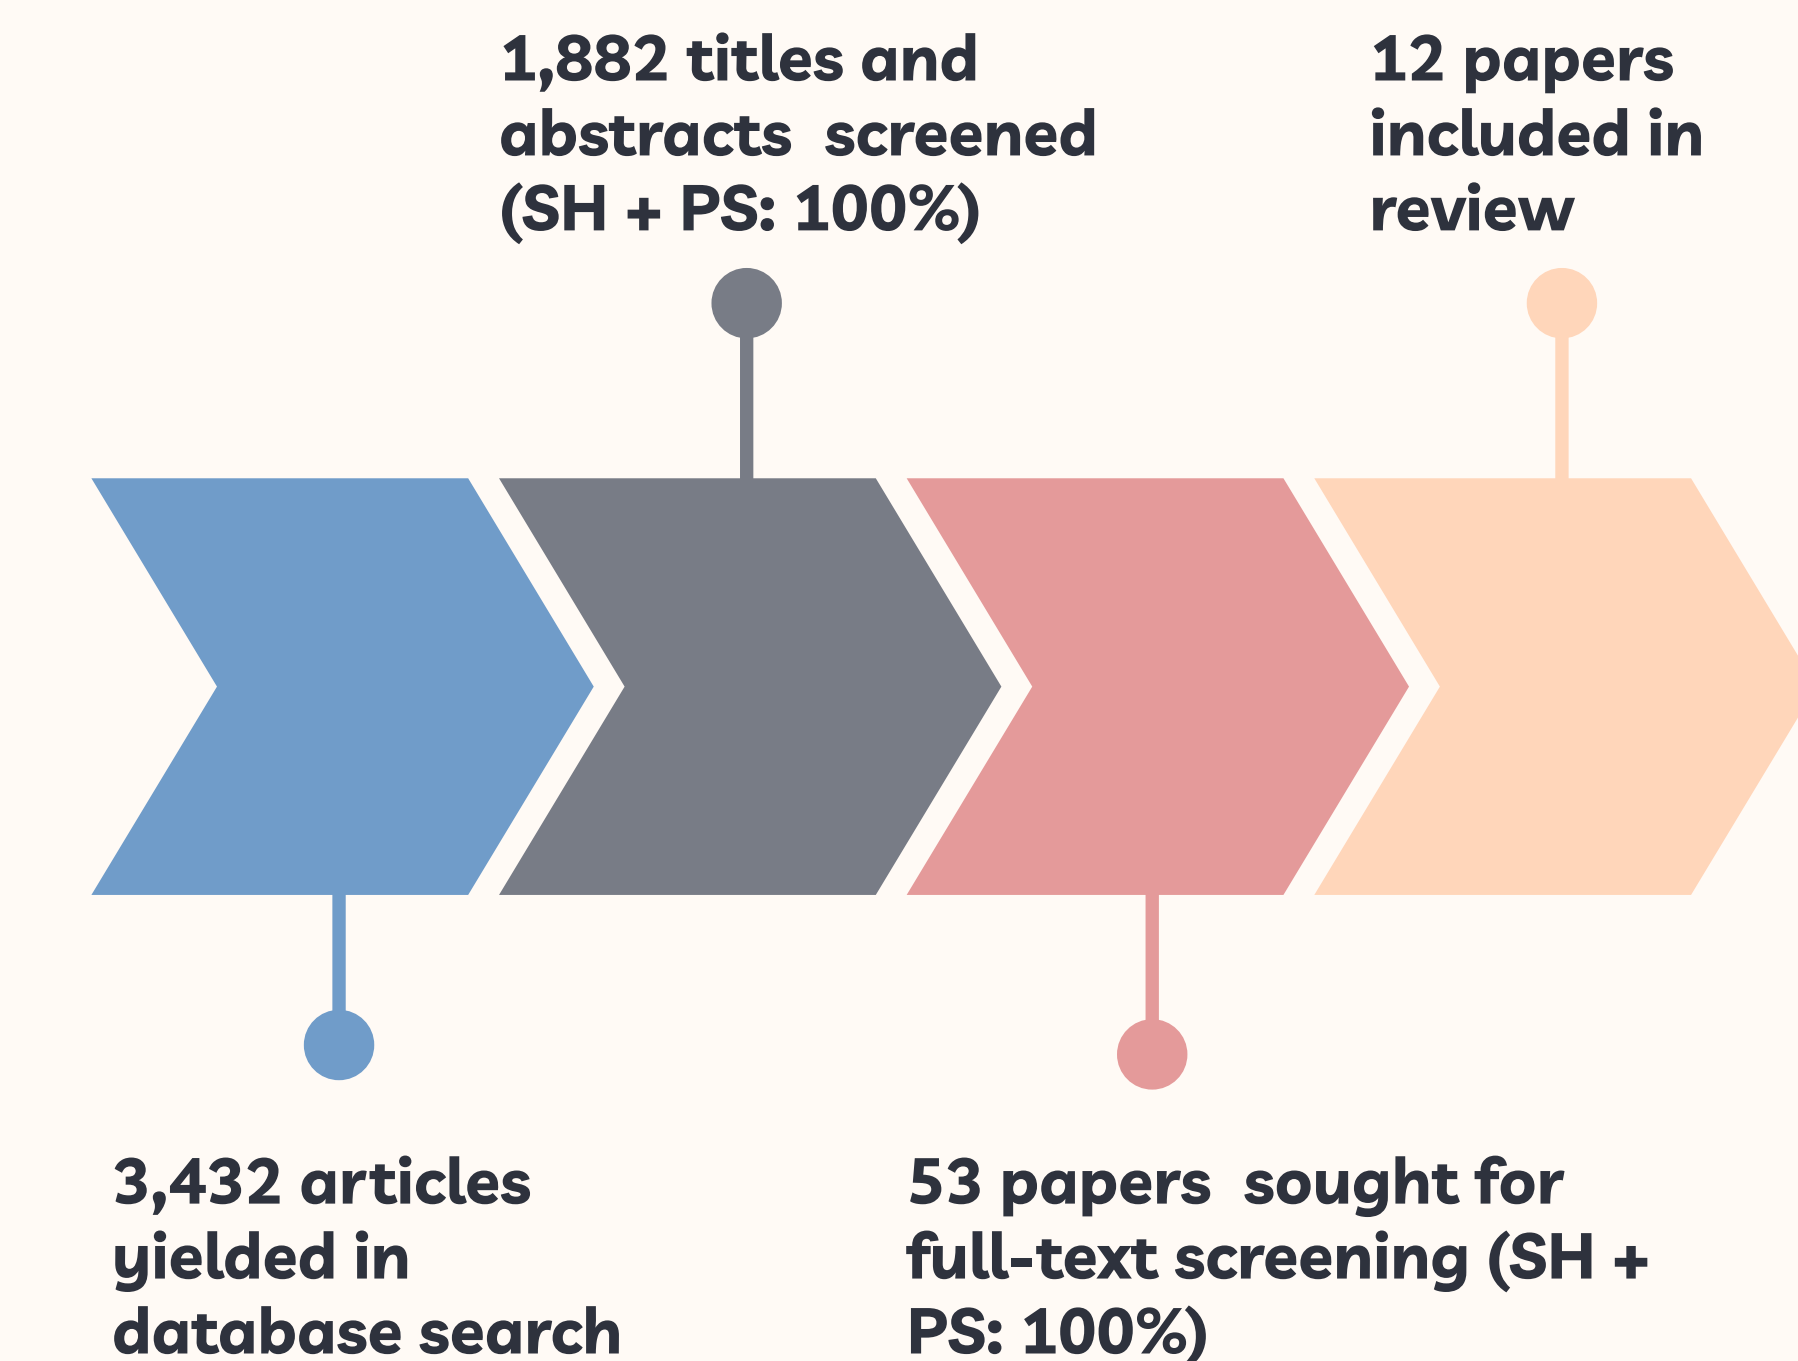 1,882 titles and
abstracts  screened
(SH + PS: 100%)
12 papers
included in
review
3,432 articles
yielded in
database search
53 papers  sought for
full-text screening (SH +
PS: 100%)